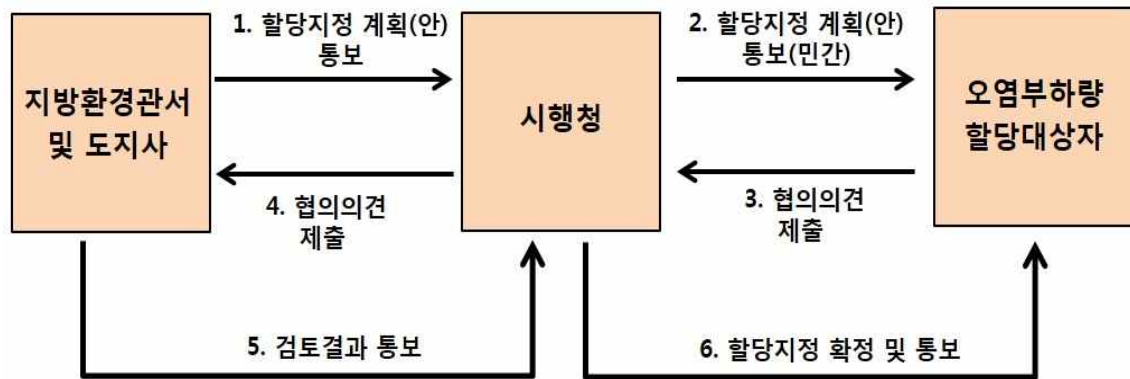 1. 할당지정 계획(안)
통보
2. 할당지정 계획(안)
통보(민간)
지방환경관서
및 도지사
시행청
오염부하량
할당대상자
4. 협의의견
제출
3. 협의의견
제출
5. 검토결과 통보
6. 할당지정 확정 및 통보